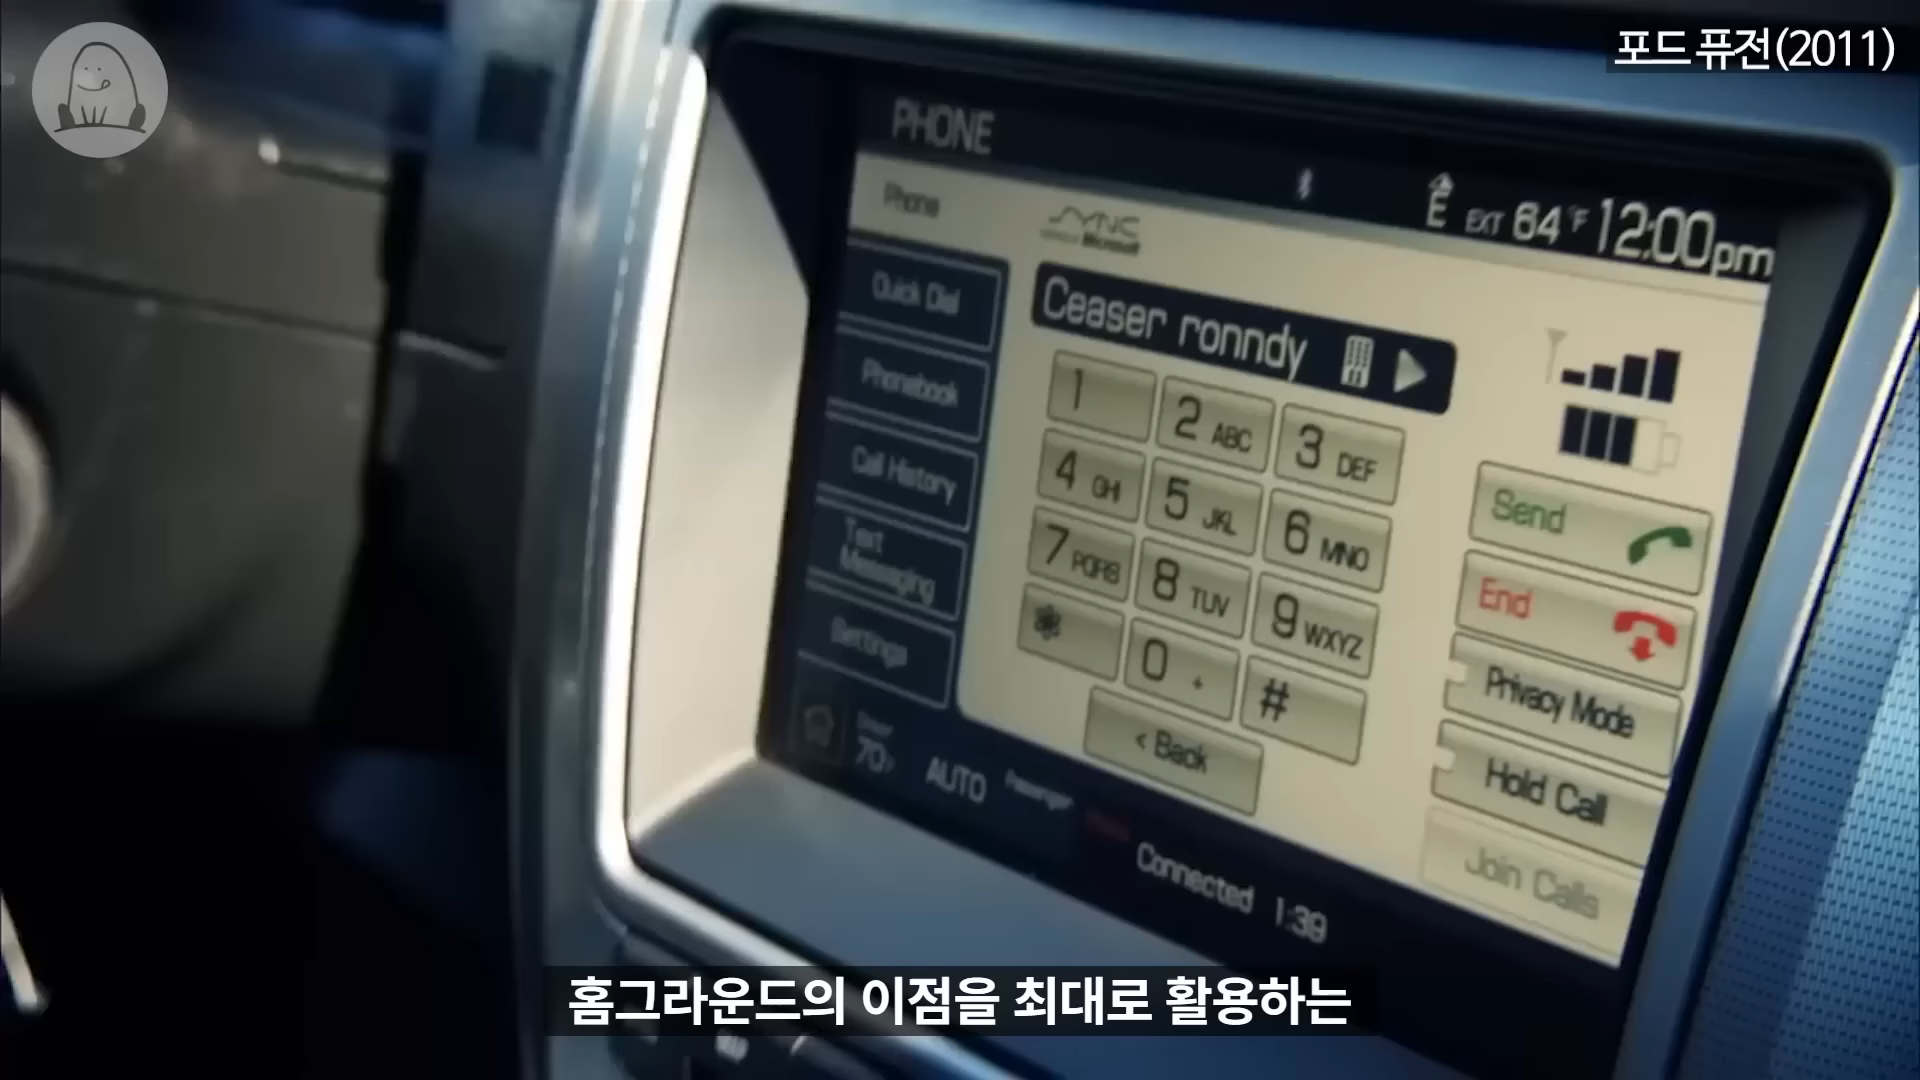 포드 퓨전(2011)
PHONE
E EXT 64°F 12:00pm
Phone
SYNC
Microsoft
Quick Dial
Phonebook
Call History
Text
Messaging
Settings
Ceaser ronndy
1
2 ABC
3 DEF
4 GHI
5 JKL
6 MNO
7 PQRS
8 TUV
9 WXYZ
*
0 +
#
< Back
Send
End
Privacy Mode
Hold Call
Join Calls
70°
AUTO
Passenger
Connected 1:39
홈그라운드의 이점을 최대로 활용하는